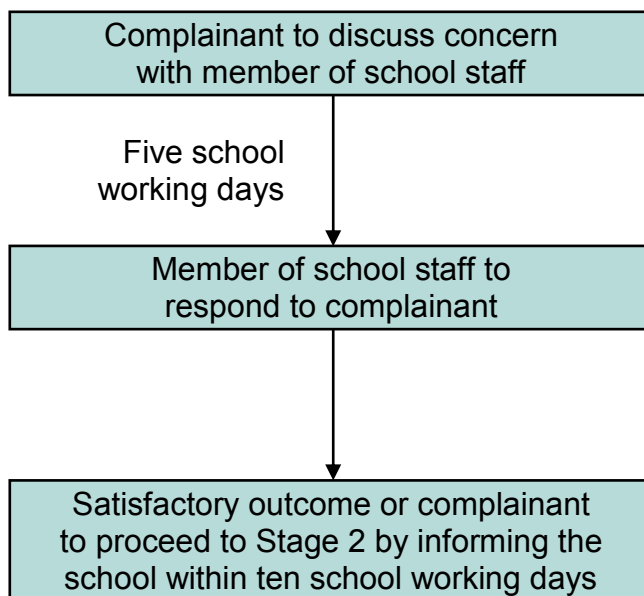 Complainant to discuss concern
with member of school staff
Five school
working days
Member of school staff to
respond to complainant
Satisfactory outcome or complainant
to proceed to Stage 2 by informing the
school within ten school working days